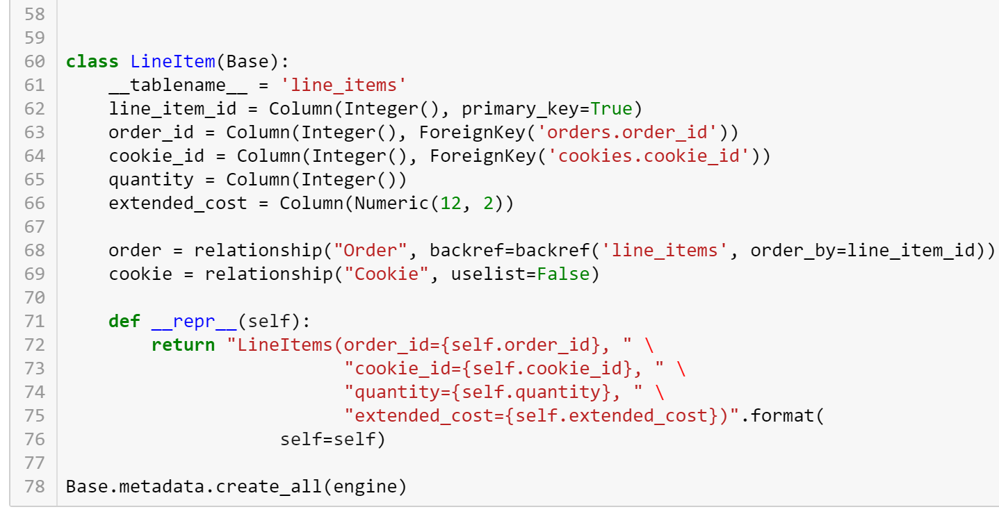 58
59
60 class LineItem(Base):
61     __tablename__ = 'line_items'
62     line_item_id = Column(Integer(), primary_key=True)
63     order_id = Column(Integer(), ForeignKey('orders.order_id'))
64     cookie_id = Column(Integer(), ForeignKey('cookies.cookie_id'))
65     quantity = Column(Integer())
66     extended_cost = Column(Numeric(12, 2))
67
68     order = relationship("Order", backref=backref('line_items', order_by=line_item_id))
69     cookie = relationship("Cookie", uselist=False)
70
71     def __repr__(self):
72         return "LineItems(order_id={self.order_id}, " \
73                           "cookie_id={self.cookie_id}, " \
74                           "quantity={self.quantity}, " \
75                           "extended_cost={self.extended_cost})".format(
76                     self=self)
77
78 Base.metadata.create_all(engine)